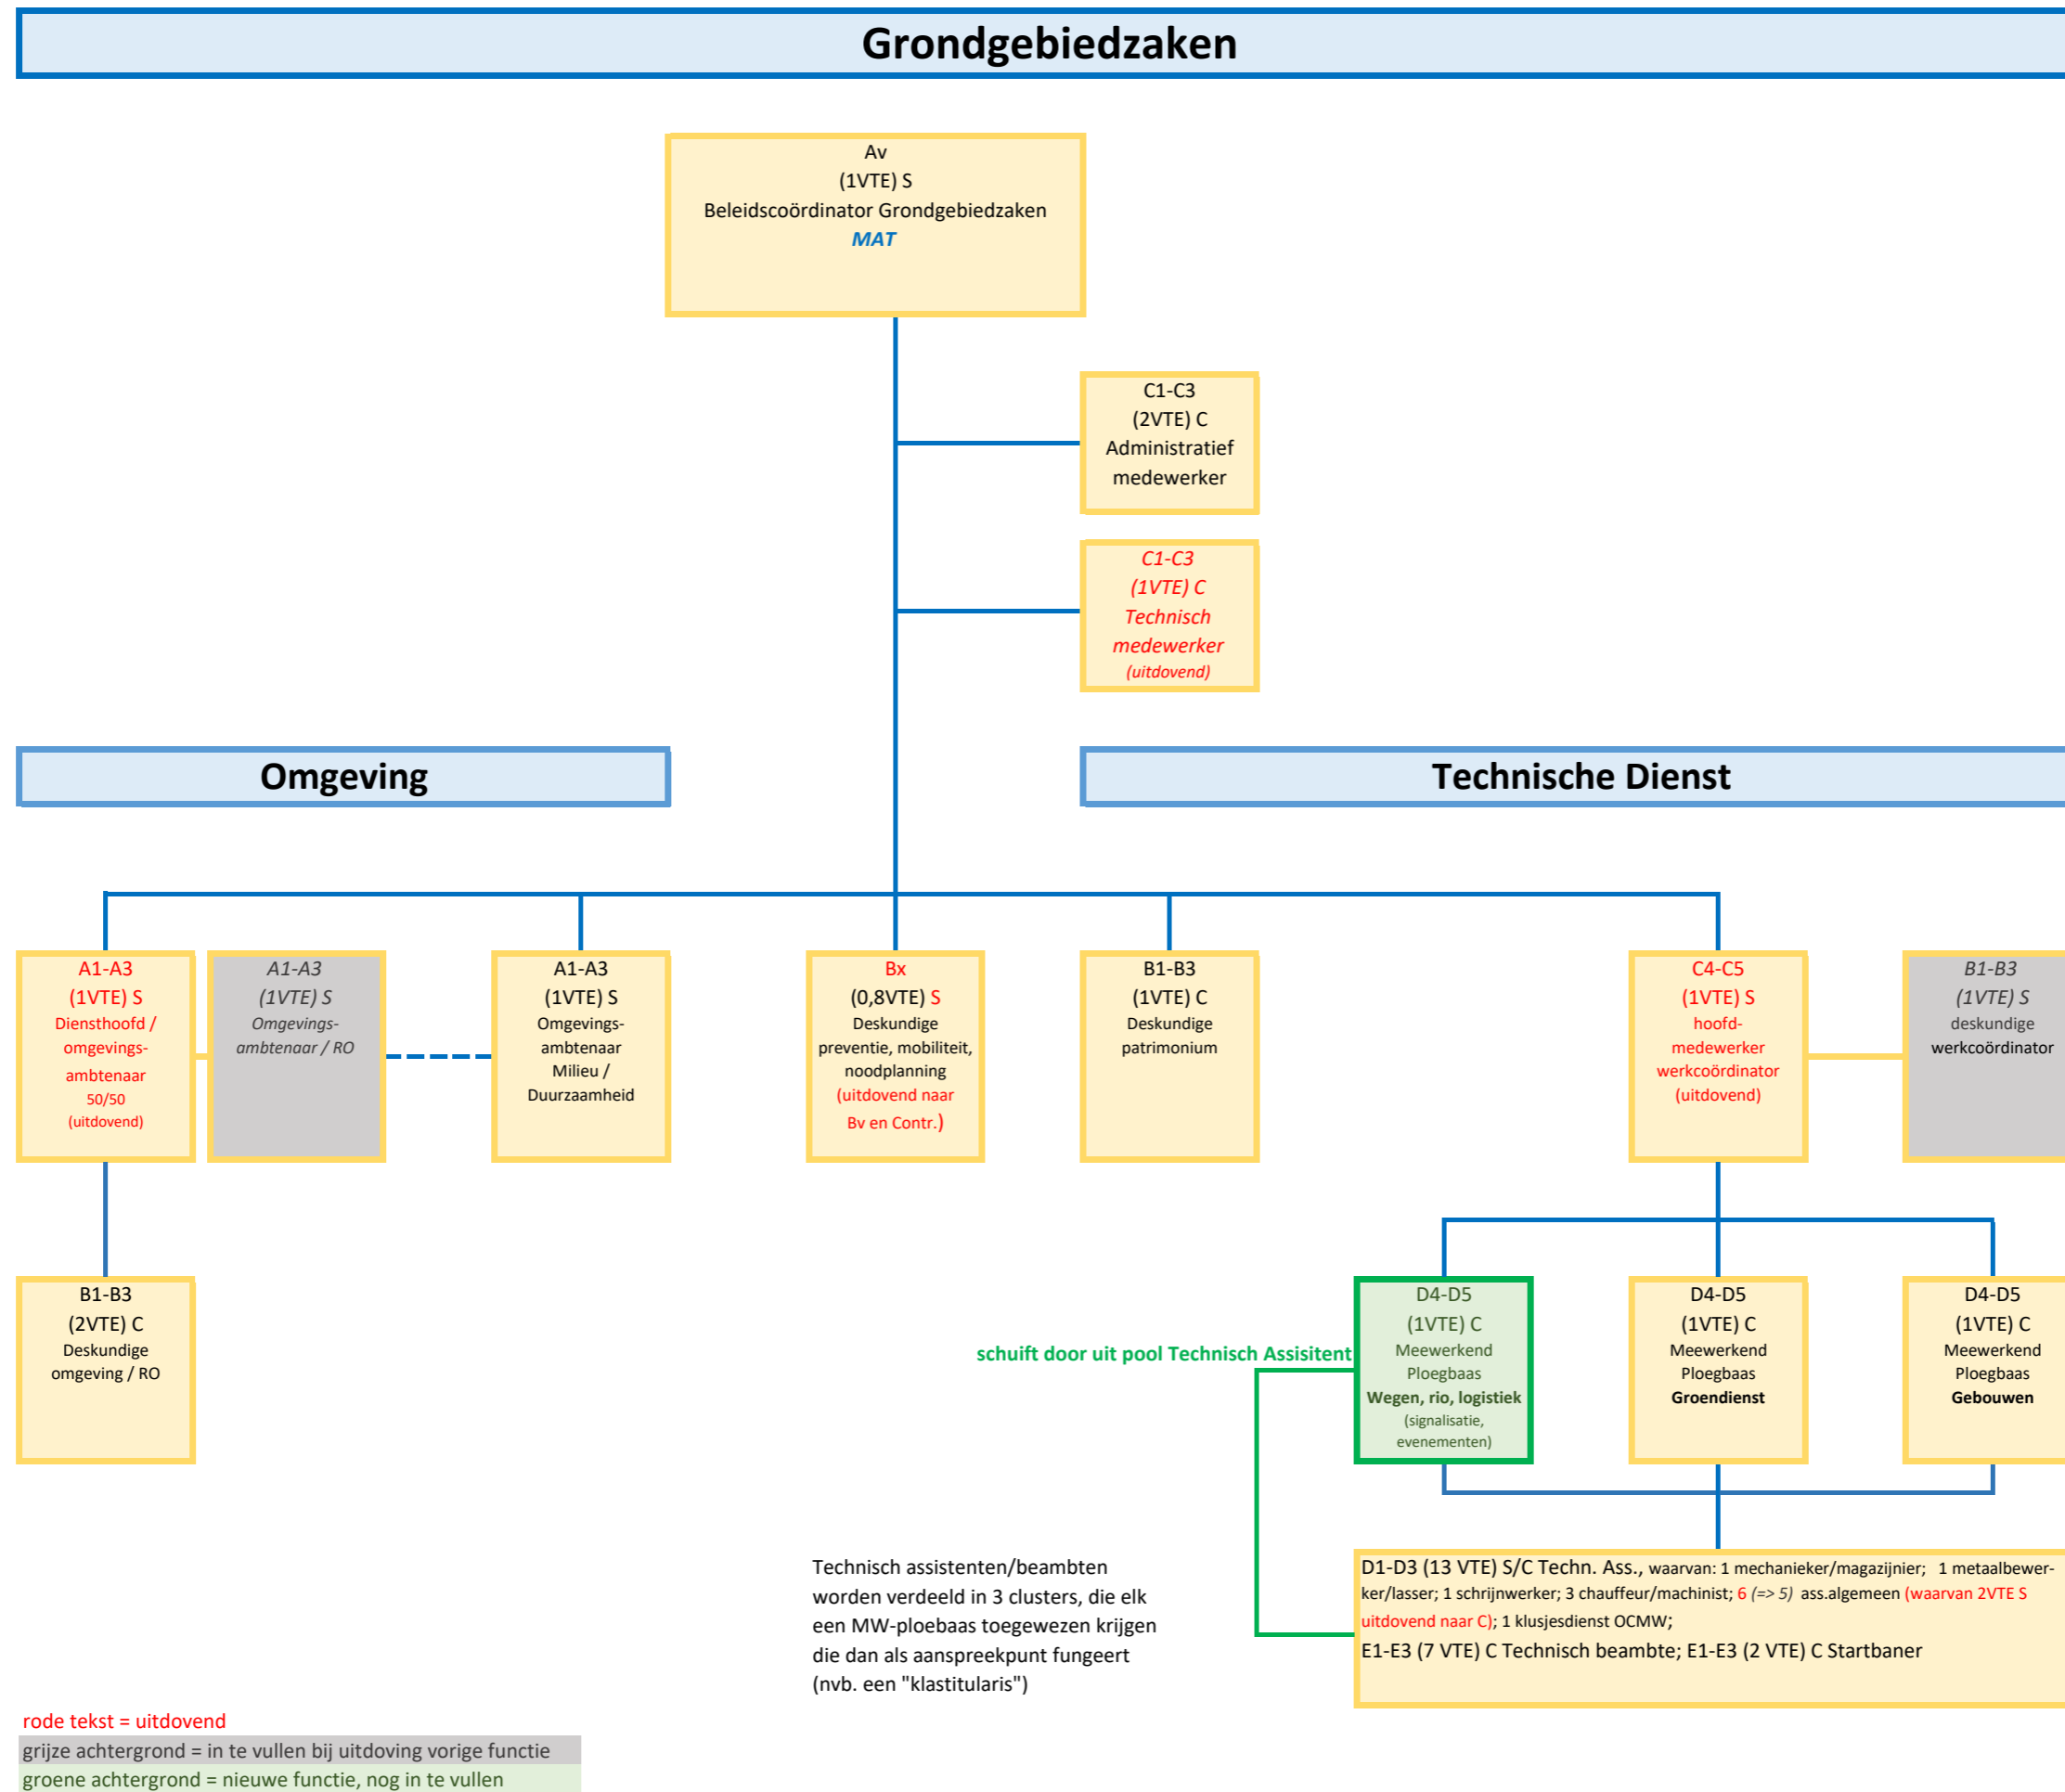 Grondgebiedzaken
Av
(1VTE) S
Beleidscoördinator Grondgebiedzaken
MAT
C1-C3
(2VTE) C
Administratief
medewerker
C1-C3
(1VTE) C
Technisch
medewerker
(uitdovend)
Omgeving
Technische Dienst
A1-A3
(1VTE) S
Diensthoofd /
omgevings-
ambtenaar
50/50
(uitdovend)
A1-A3
(1VTE) S
Omgevings-
ambtenaar / RO
A1-A3
(1VTE) S
Omgevings-
ambtenaar
Milieu /
Duurzaamheid
Bx
(0,8VTE) S
Deskundige
preventie, mobiliteit,
noodplanning
(uitdovend naar
Bv en Contr.)
B1-B3
(1VTE) C
Deskundige
patrimonium
C4-C5
(1VTE) S
hoofd-
medewerker
werkcoördinator
(uitdovend)
B1-B3
(1VTE) S
deskundige
werkcoördinator
B1-B3
(2VTE) C
Deskundige
omgeving / RO
schuift door uit pool Technisch Assisitent
D4-D5
(1VTE) C
Meewerkend
Ploegbaas
Wegen, rio, logistiek
(signalisatie,
evenementen)
D4-D5
(1VTE) C
Meewerkend
Ploegbaas
Groendienst
D4-D5
(1VTE) C
Meewerkend
Ploegbaas
Gebouwen
Technisch assistenten/beambten
worden verdeeld in 3 clusters, die elk
een MW-ploebaas toegewezen krijgen
die dan als aanspreekpunt fungeert
(nvb. een "klastitularis")
D1-D3 (13 VTE) S/C Techn. Ass., waarvan: 1 mechanieker/magazijnier; 1 metaalbewer-
ker/lasser; 1 schrijnwerker; 3 chauffeur/machinist; 6 (=> 5) ass.algemeen (waarvan 2VTE S
uitdovend naar C); 1 klusjesdienst OCMW;
E1-E3 (7 VTE) C Technisch beambte; E1-E3 (2 VTE) C Startbaner
rode tekst = uitdovend
grijze achtergrond = in te vullen bij uitdoving vorige functie
groene achtergrond = nieuwe functie, nog in te vullen